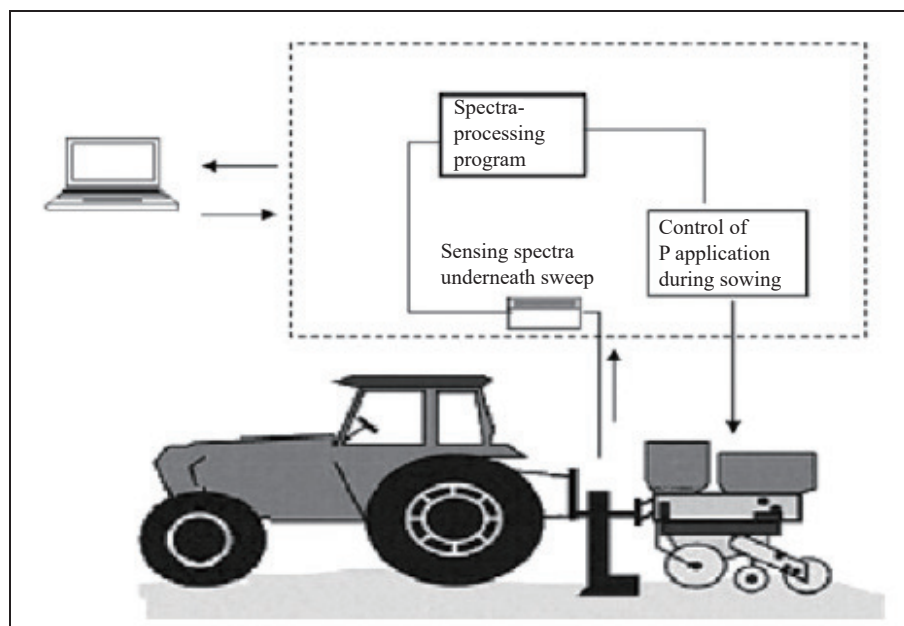 Spectra-
processing
program
Control of
P application
during sowing
Sensing spectra
underneath sweep